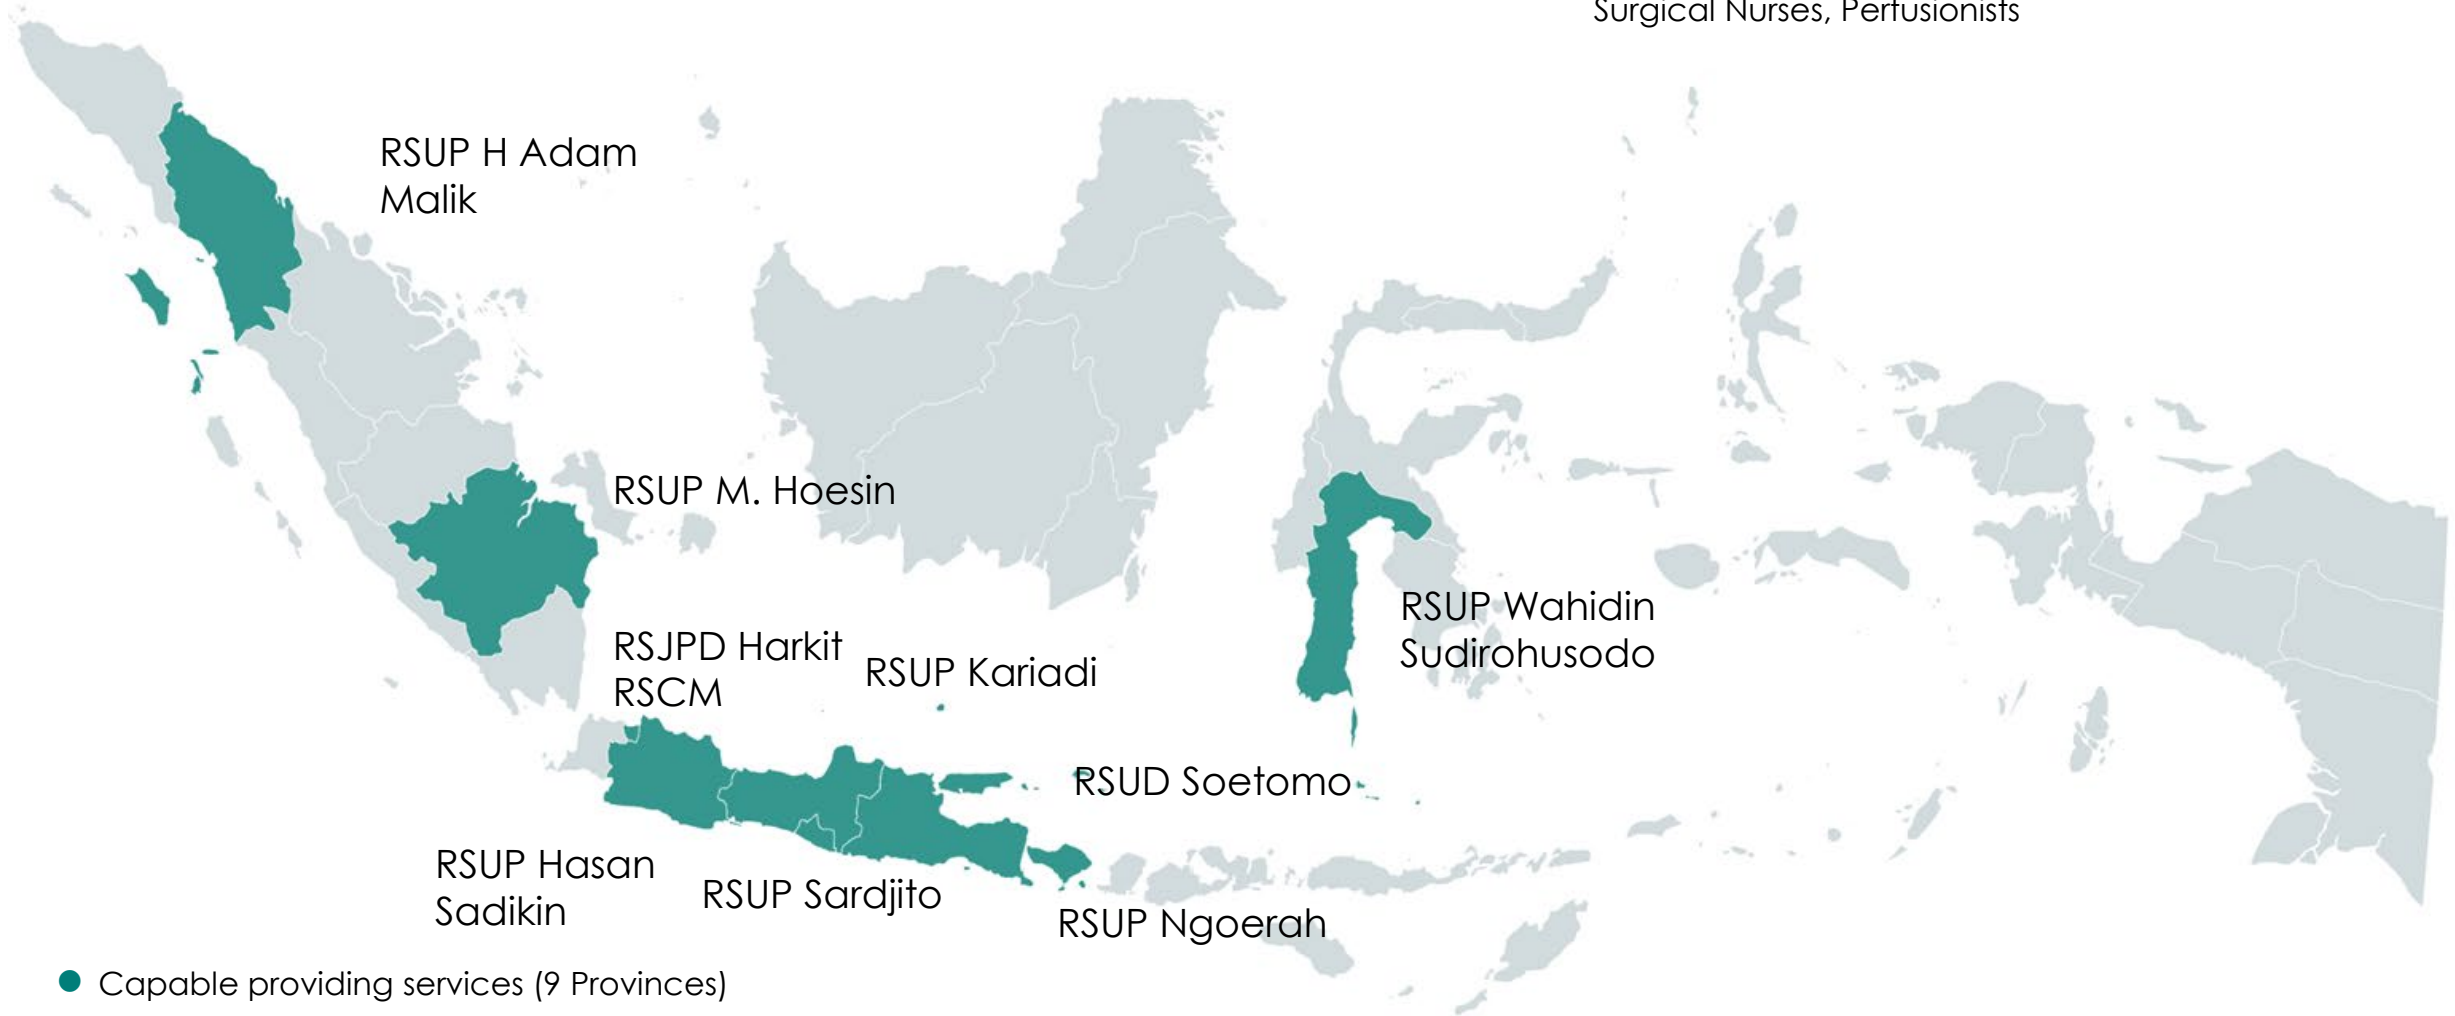 Surgical Nurses, Perfusionists
RSUP H Adam
Malik
RSUP M. Hoesin
RSJPD Harkit
RSCM
RSUP Kariadi
RSUP Wahidin
Sudirohusodo
RSUD Soetomo
RSUP Hasan
Sadikin
RSUP Sardjito
RSUP Ngoerah
Capable providing services (9 Provinces)